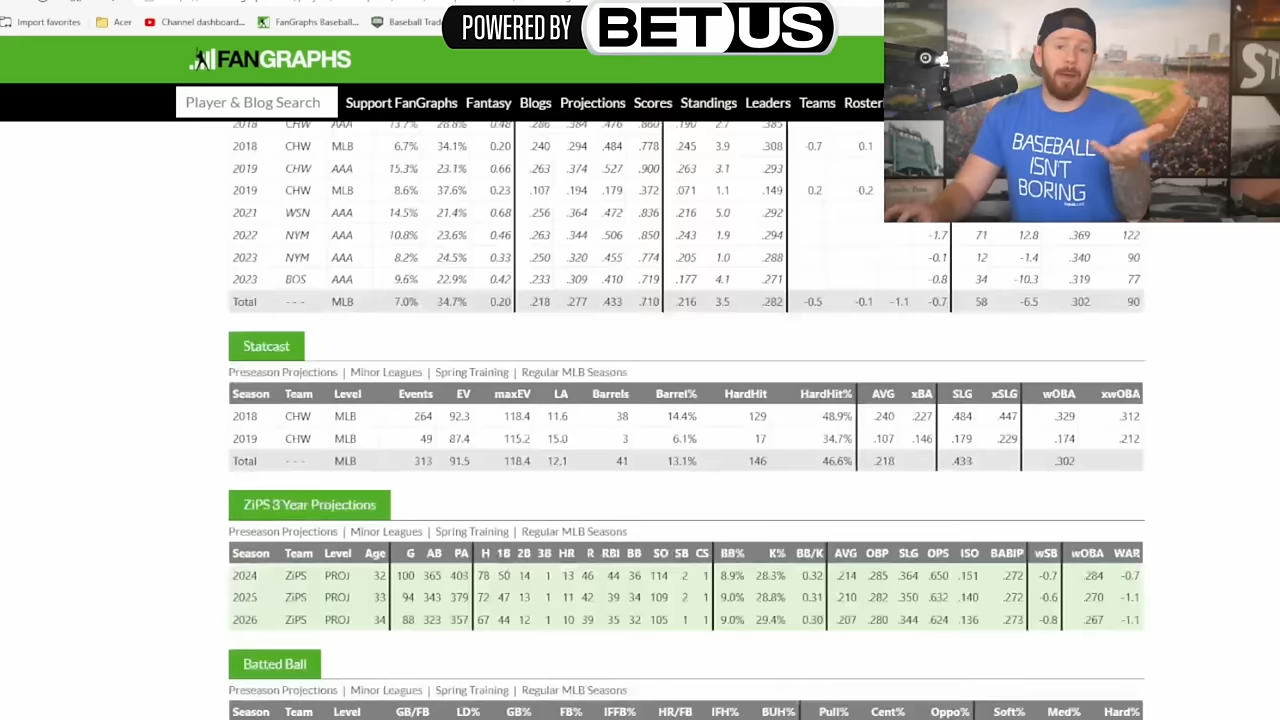 POWERED BY BETUS
Import favorites Acer Channel dashboard... FanGraphs Baseball... Baseball Trad
FANGRAPHS
Player & Blog Search Support FanGraphs Fantasy Blogs Projections Scores Standings Leaders Teams Roster
BASEBALL
ISN'T
BORING
2018 CHW AAA 13.7% 28.8% 0.48 .286 .384 .476 .860 .190 2.7 .385
2018 CHW MLB 6.7% 34.1% 0.20 .240 .294 .484 .778 .245 3.9 .308 -0.7 0.1
2019 CHW AAA 15.3% 23.1% 0.66 .263 .374 .527 .900 .263 3.1 .293
2019 CHW MLB 8.6% 37.6% 0.23 .107 .194 .179 .372 .071 1.1 .149 0.2 -0.2
2021 WSN AAA 14.5% 21.4% 0.68 .256 .364 .472 .836 .216 5.0 .292
2022 NYM AAA 10.8% 23.6% 0.46 .263 .344 .506 .850 .243 1.9 .294 -1.7 71 12.8 .369 122
2023 NYM AAA 8.2% 24.5% 0.33 .250 .320 .455 .774 .205 1.0 .288 -0.1 12 -1.4 .340 90
2023 BOS AAA 9.6% 22.9% 0.42 .233 .309 .410 .719 .177 4.1 .271 -0.8 34 -10.3 .319 77
Total - - - MLB 7.0% 34.7% 0.20 .218 .277 .433 .710 .216 3.5 .282 -0.5 -0.1 -1.1 -0.7 58 -6.5 .302 90
Statcast
Preseason Projections | Minor Leagues | Spring Training | Regular MLB Seasons
Season Team Level Events EV maxEV LA Barrels Barrel% HardHit HardHit% AVG xBA SLG xSLG wOBA xwOBA
2018 CHW MLB 264 92.3 118.4 11.6 38 14.4% 129 48.9% .240 .227 .484 .447 .329 .312
2019 CHW MLB 49 87.4 115.2 15.0 3 6.1% 17 34.7% .107 .146 .179 .229 .174 .212
Total - - - MLB 313 91.5 118.4 12.1 41 13.1% 146 46.6% .218 .433 .302
ZiPS 3 Year Projections
Preseason Projections | Minor Leagues | Spring Training | Regular MLB Seasons
Season Team Level Age G AB PA H 1B 2B 3B HR R RBI BB SO SB CS BB% K% BB/K AVG OBP SLG OPS ISO BABIP wSB wOBA WAR
2024 ZiPS PROJ 32 100 365 403 78 50 14 1 13 46 44 36 114 2 1 8.9% 28.3% 0.32 .214 .285 .364 .650 .151 .272 -0.7 .284 -0.7
2025 ZiPS PROJ 33 94 343 379 72 47 13 1 11 42 39 34 109 2 1 9.0% 28.8% 0.31 .210 .282 .350 .632 .140 .272 -0.6 .270 -1.1
2026 ZiPS PROJ 34 88 323 357 67 44 12 1 10 39 35 32 105 1 1 9.0% 29.4% 0.30 .207 .280 .344 .624 .136 .273 -0.8 .267 -1.1
Batted Ball
Preseason Projections | Minor Leagues | Spring Training | Regular MLB Seasons
Season Team Level GB/FB LD% GB% FB% IFFB% HR/FB IFH% BUH% Pull% Cent% Oppo% Soft% Med% Hard%